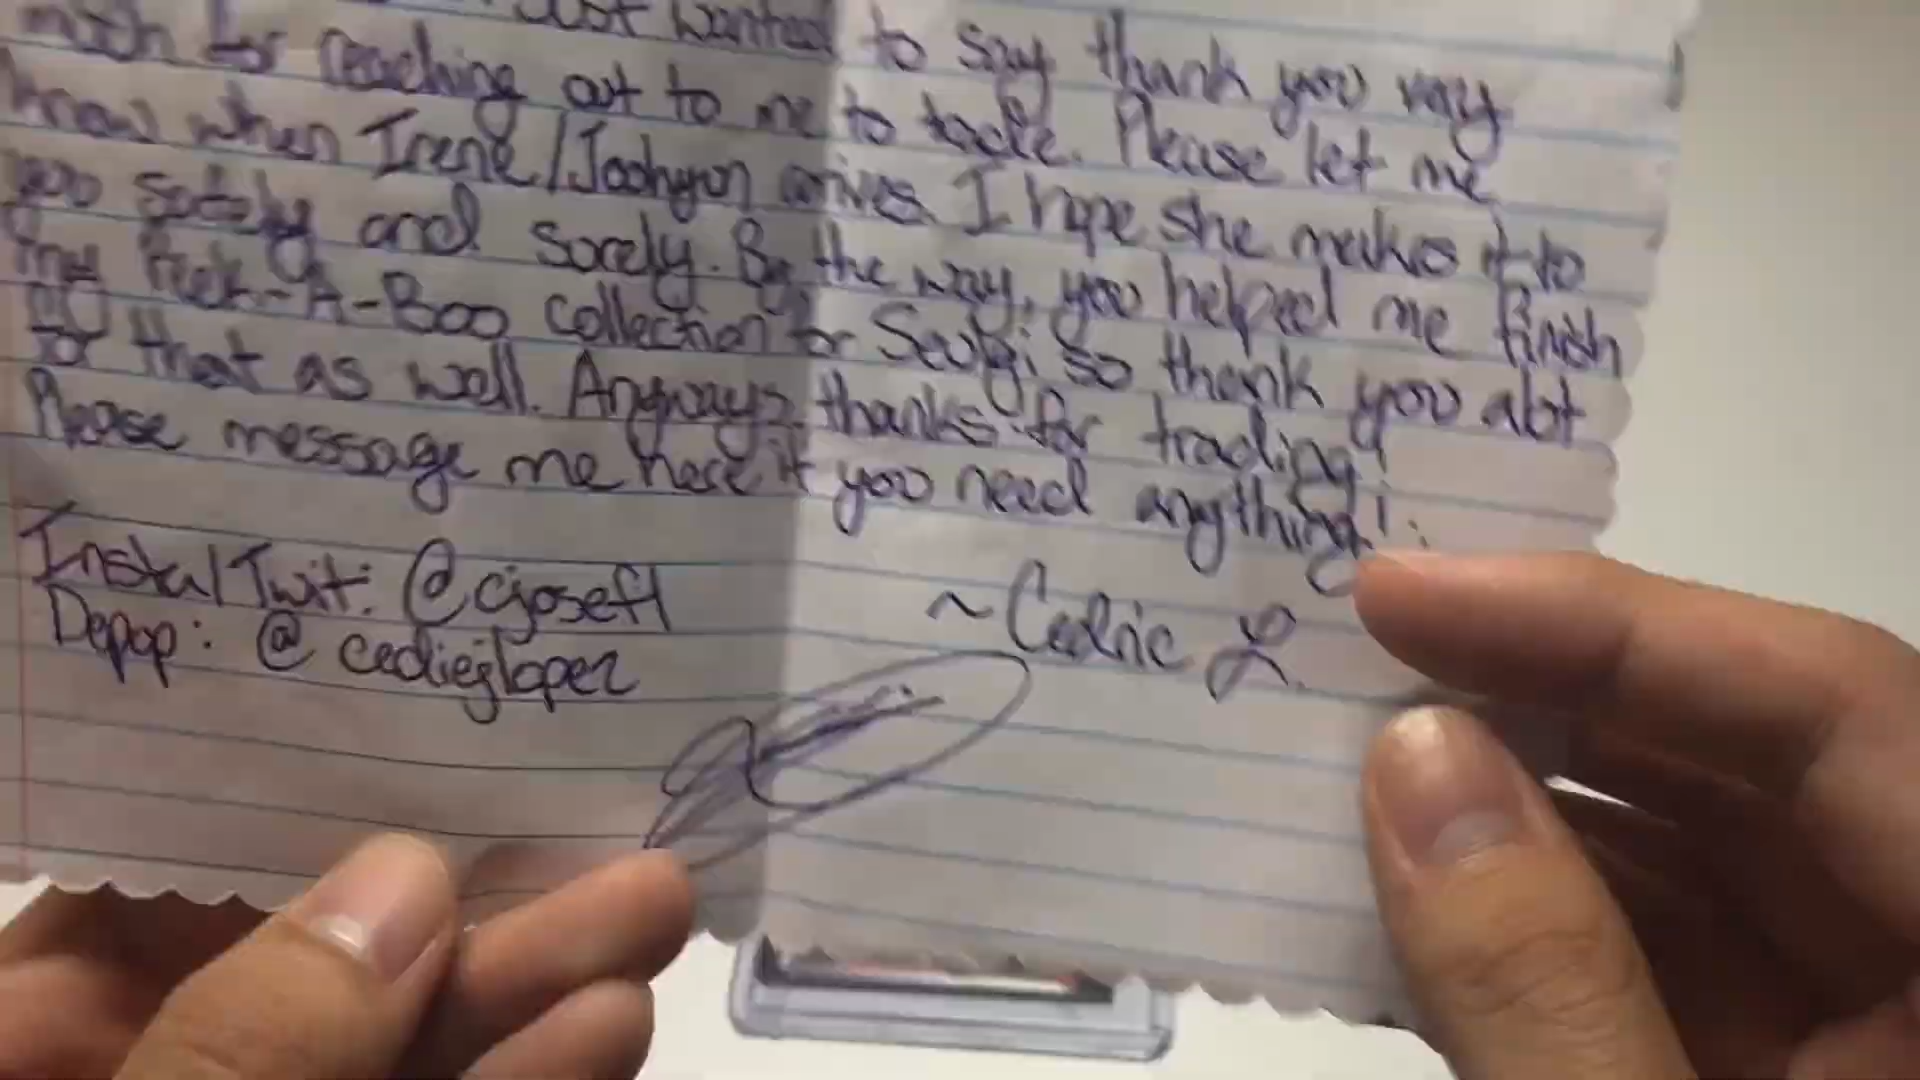 Just wanted to say thank you very
much for reaching out to me to trade. Please let me
know when Irene/Joohyun arrives. I hope she makes it to
you safely and surely. By the way, you helped me finish
my Peek-A-Boo collection for Seulgi so thank you alot
for that as well. Anyways thanks for trading!
Please message me here if you need anything! :
Insta/Twit: @cjosefl
Depop: @cediejlopez
~Cedric L.